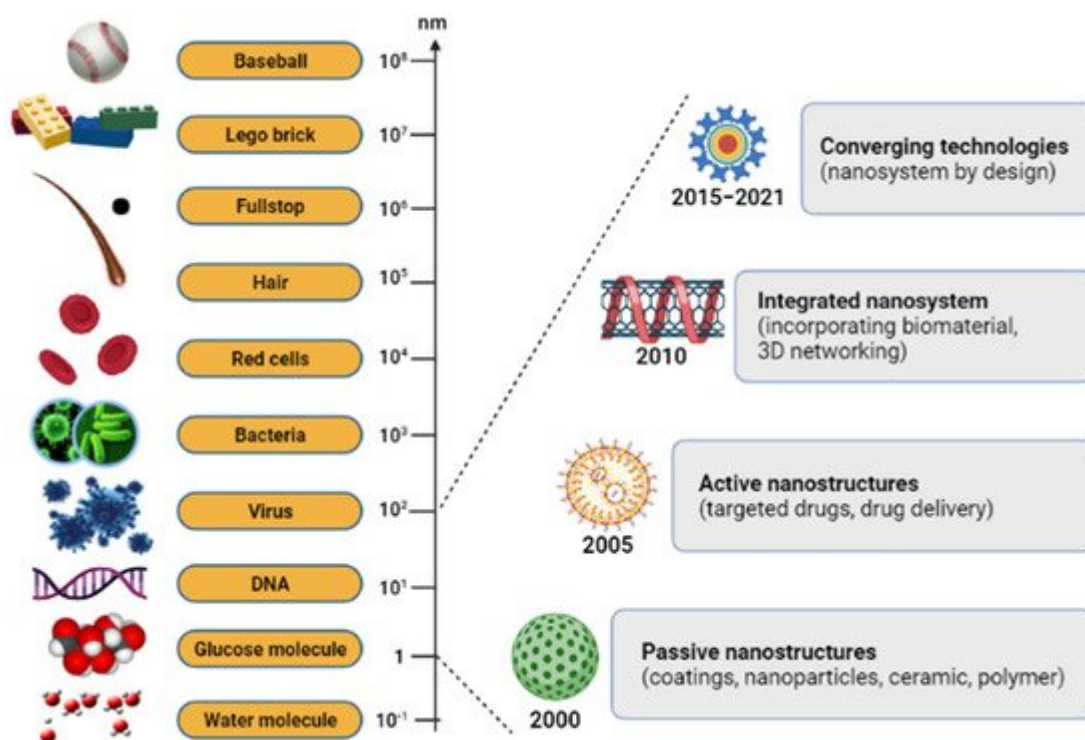 nm
Baseball 10⁸
Lego brick 10⁷
Fullstop 10⁶
Hair 10⁵
Red cells 10⁴
Bacteria 10³
Virus 10²
DNA 10¹
Glucose molecule 1
Water molecule 10⁻¹
2015-2021
Converging technologies
(nanosystem by design)
2010
Integrated nanosystem
(incorporating biomaterial,
3D networking)
2005
Active nanostructures
(targeted drugs, drug delivery)
2000
Passive nanostructures
(coatings, nanoparticles, ceramic, polymer)